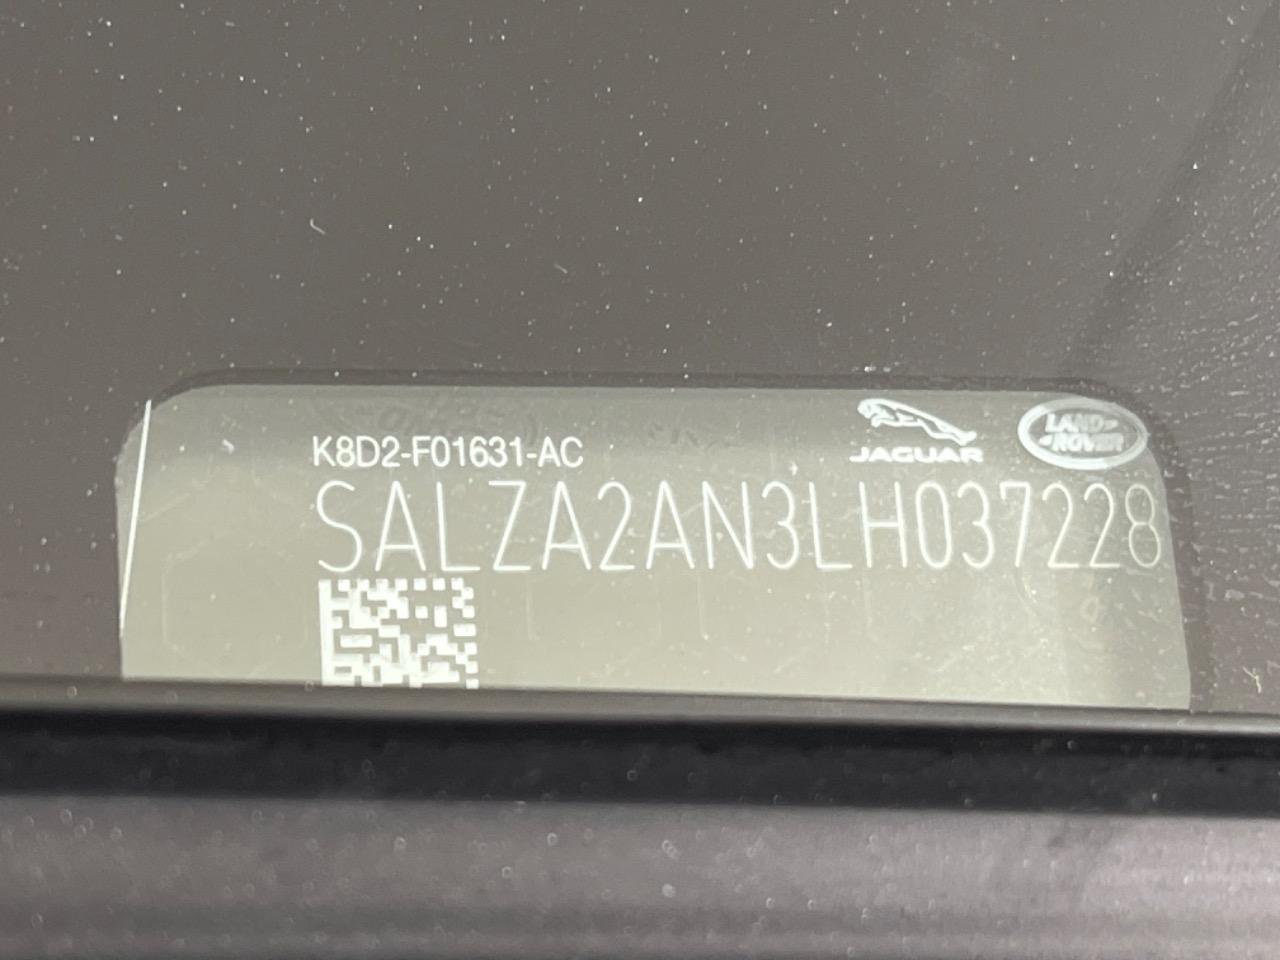 K8D2-F01631-AC
JAGUAR
LAND
ROVER
SALZA2AN3LH037228